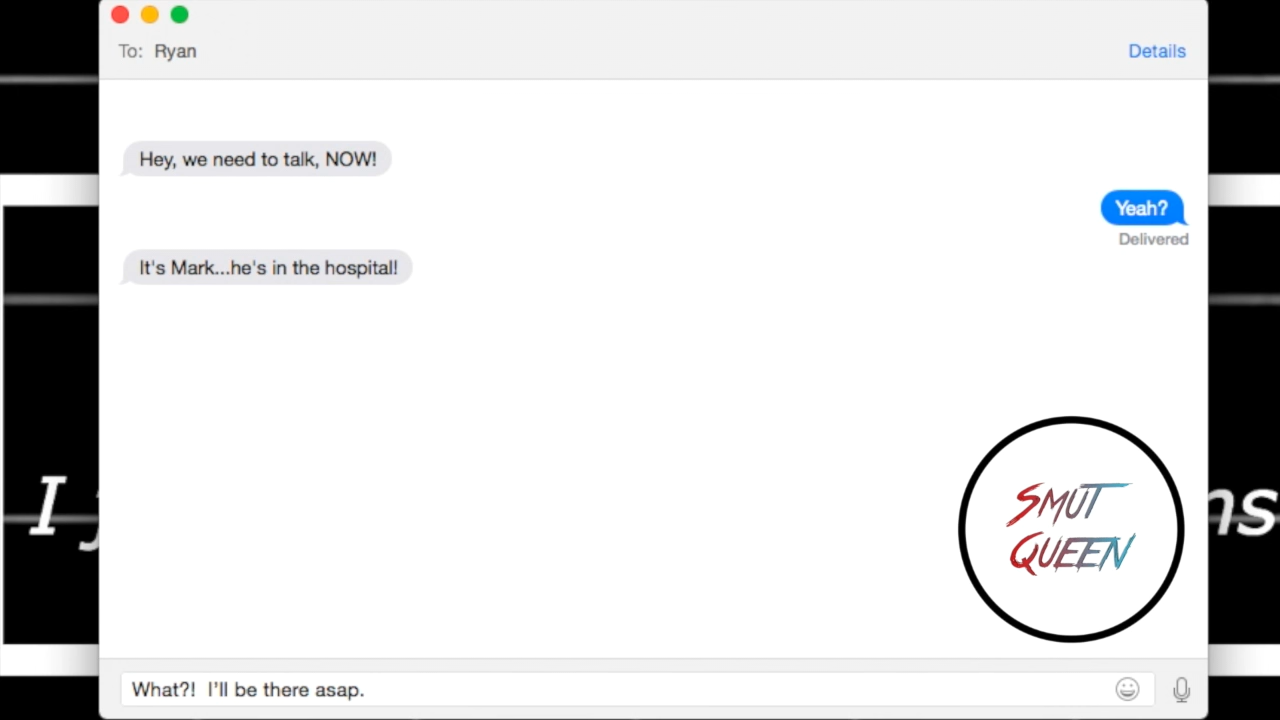 To: Ryan
Details
Hey, we need to talk, NOW!
Yeah?
Delivered
It's Mark...he's in the hospital!
I
ns
SMUT
QUEEN
What?!  I'll be there asap.